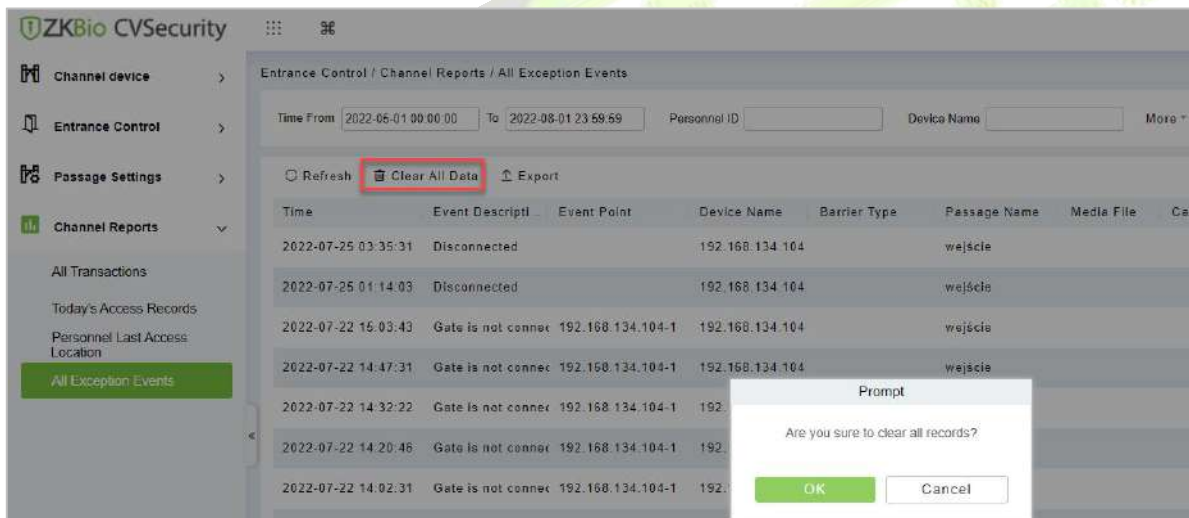 ZKBio CVSecurity
Channel device
Entrance Control
Passage Settings
Channel Reports
All Transactions
Today's Access Records
Personnel Last Access
Location
All Exception Events
Entrance Control / Channel Reports / All Exception Events
Time From 2022-05-01 00:00:00 To 2022-08-01 23:59:59 Personnel ID Device Name More
Refresh Clear All Data Export
Time Event Descripti... Event Point Device Name Barrier Type Passage Name Media File Ca
2022-07-25 03:35:31 Disconnected 192.168.134.104 wejście
2022-07-25 01:14:03 Disconnected 192.168.134.104 wejście
2022-07-22 15:03:43 Gate is not connec 192.168.134.104-1 192.168.134.104 wejście
2022-07-22 14:47:31 Gate is not connec 192.168.134.104-1 192.168.134.104 wejście
2022-07-22 14:32:22 Gate is not connec 192.168.134.104-1 192.
2022-07-22 14:20:46 Gate is not connec 192.168.134.104-1 192.
2022-07-22 14:02:31 Gate is not connec 192.168.134.104-1 192.
Prompt
Are you sure to clear all records?
OK Cancel